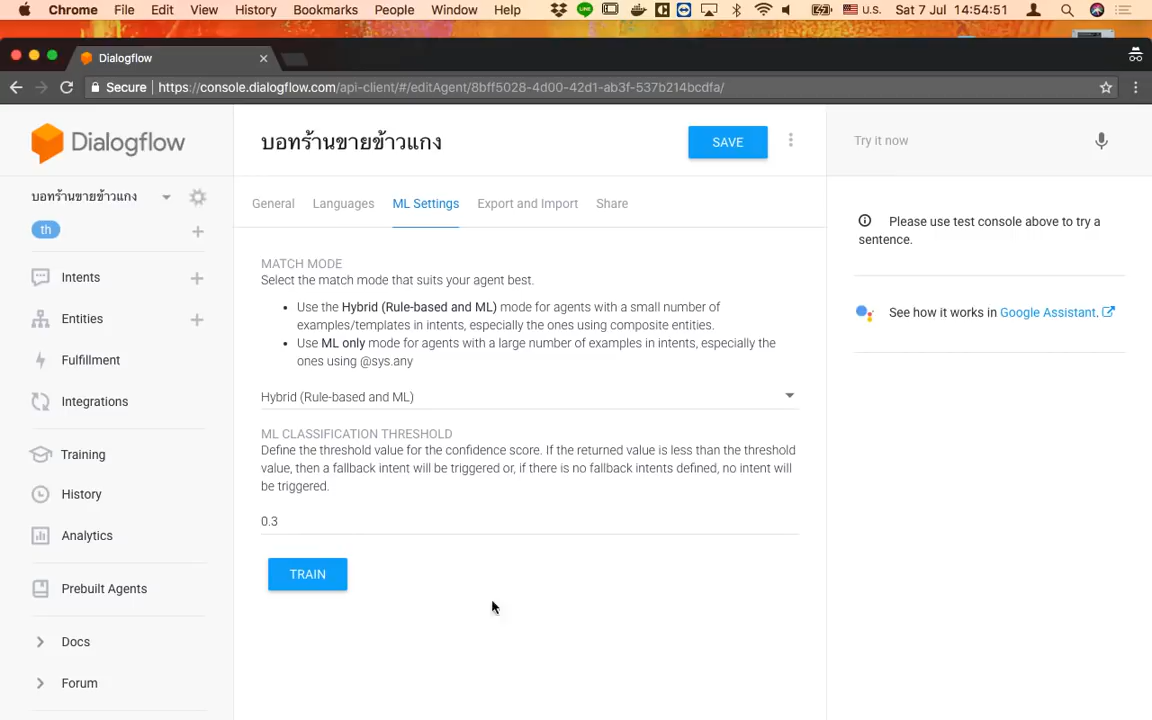 Chrome File Edit View History Bookmarks People Window Help U.S. Sat 7 Jul 14:54:51
Dialogflow
Secure https://console.dialogflow.com/api-client/#/editAgent/8bff5028-4d00-42d1-ab3f-537b214bcdfa/
Dialogflow
บอทร้านขายข้าวแกง
SAVE
Try it now
บอทร้านขายข้าวแกง
th
General Languages ML Settings Export and Import Share
Please use test console above to try a
sentence.
See how it works in Google Assistant.
Intents
Entities
Fulfillment
Integrations
Training
History
Analytics
Prebuilt Agents
Docs
Forum
MATCH MODE
Select the match mode that suits your agent best.
• Use the Hybrid (Rule-based and ML) mode for agents with a small number of
examples/templates in intents, especially the ones using composite entities.
• Use ML only mode for agents with a large number of examples in intents, especially the
ones using @sys.any
Hybrid (Rule-based and ML)
ML CLASSIFICATION THRESHOLD
Define the threshold value for the confidence score. If the returned value is less than the threshold
value, then a fallback intent will be triggered or, if there is no fallback intents defined, no intent will
be triggered.
0.3
TRAIN